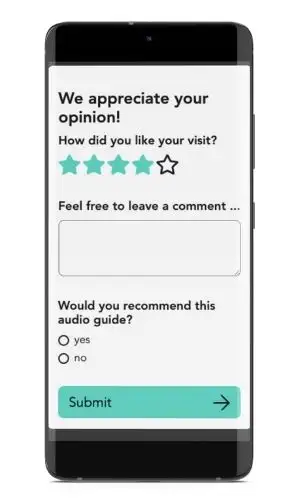 We appreciate your
opinion!
How did you like your visit?
Feel free to leave a comment ...
Would you recommend this
audio guide?
yes
no
Submit